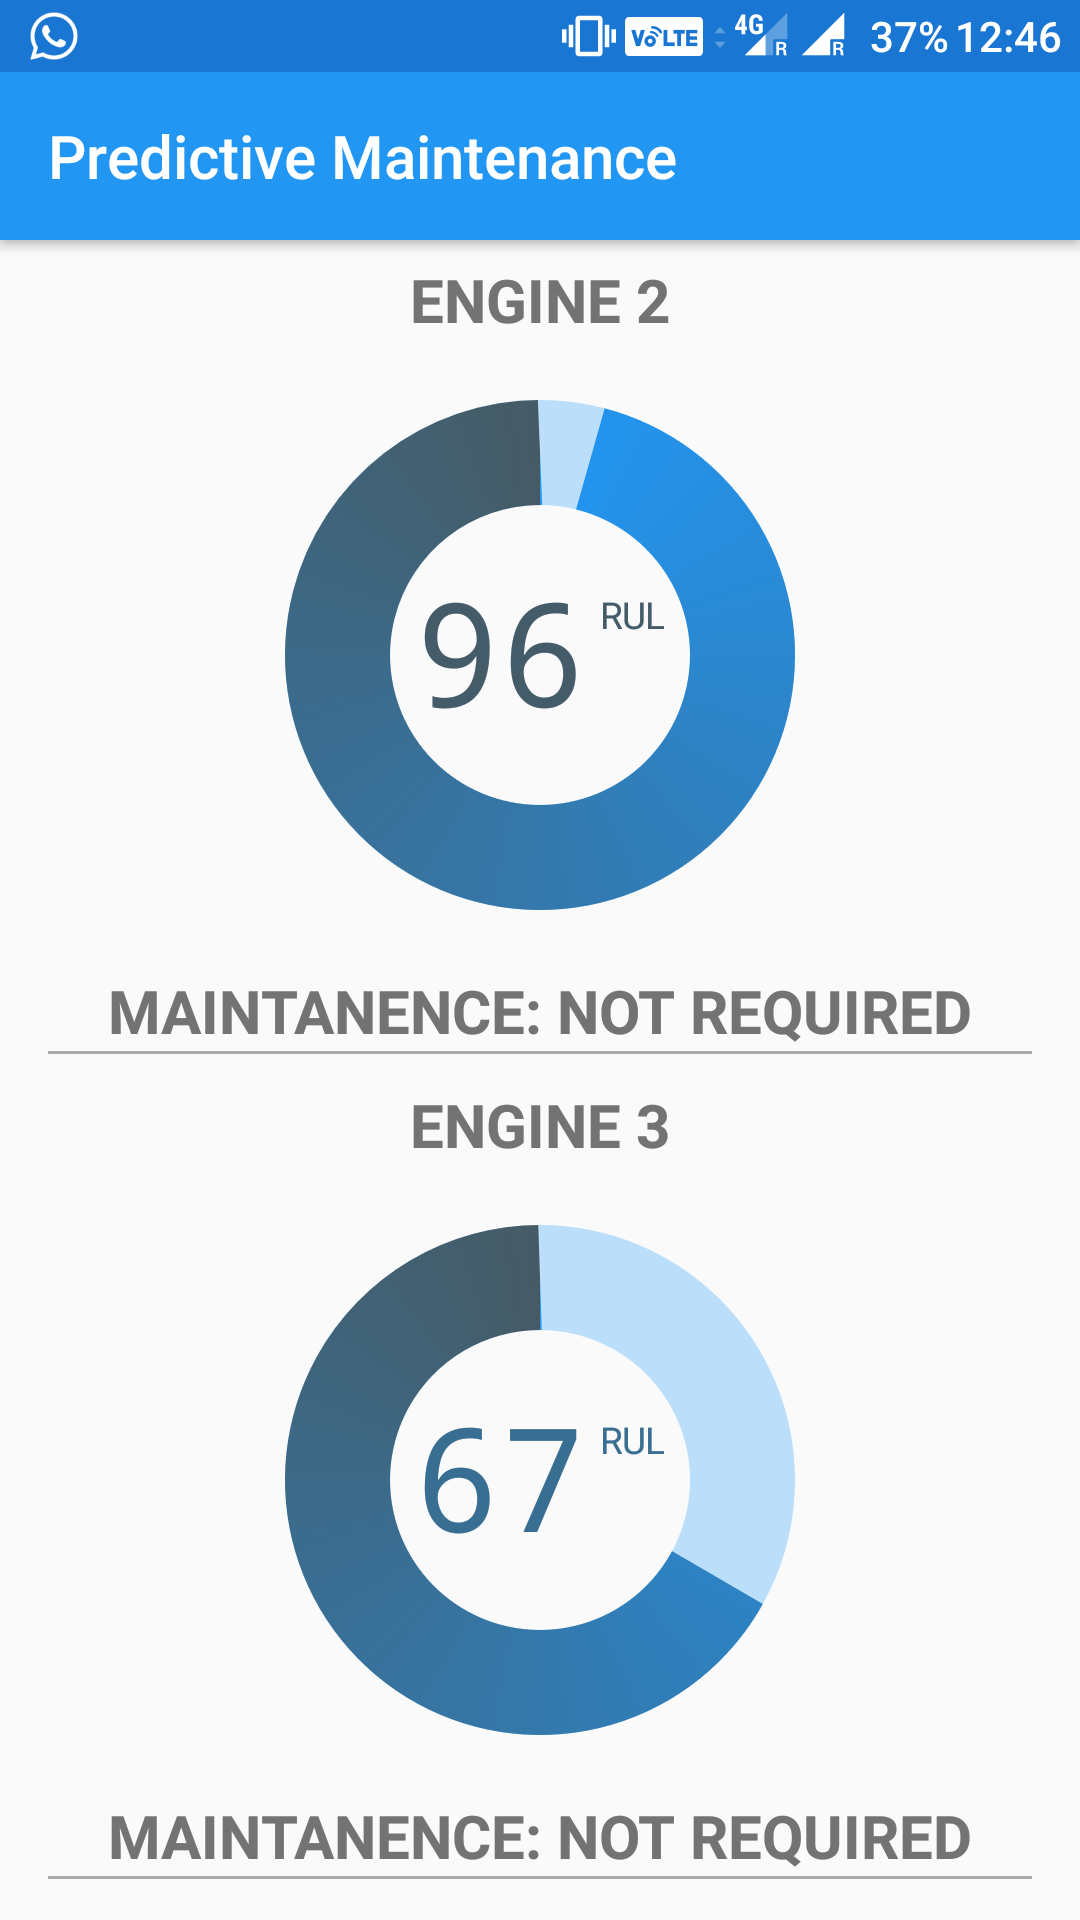 VoLTE 4G R R 37% 12:46
Predictive Maintenance
ENGINE 2
96 RUL
MAINTANENCE: NOT REQUIRED
ENGINE 3
67 RUL
MAINTANENCE: NOT REQUIRED